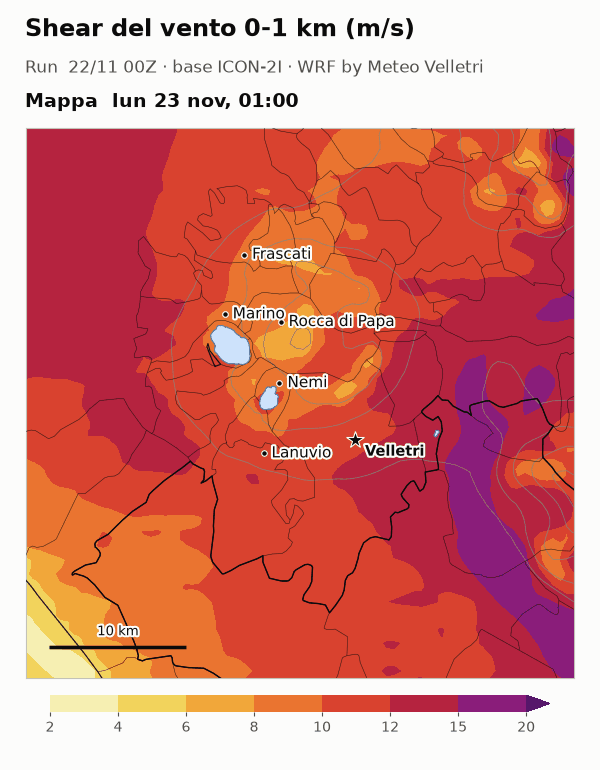 Shear del vento 0-1 km (m/s)
Run 22/11 00Z · base ICON-2I · WRF by Meteo Velletri
Mappa lun 23 nov, 01:00
Frascati
Marino
Rocca di Papa
Nemi
Velletri
Lanuvio
10 km
2 4 6 8 10 12 15 20